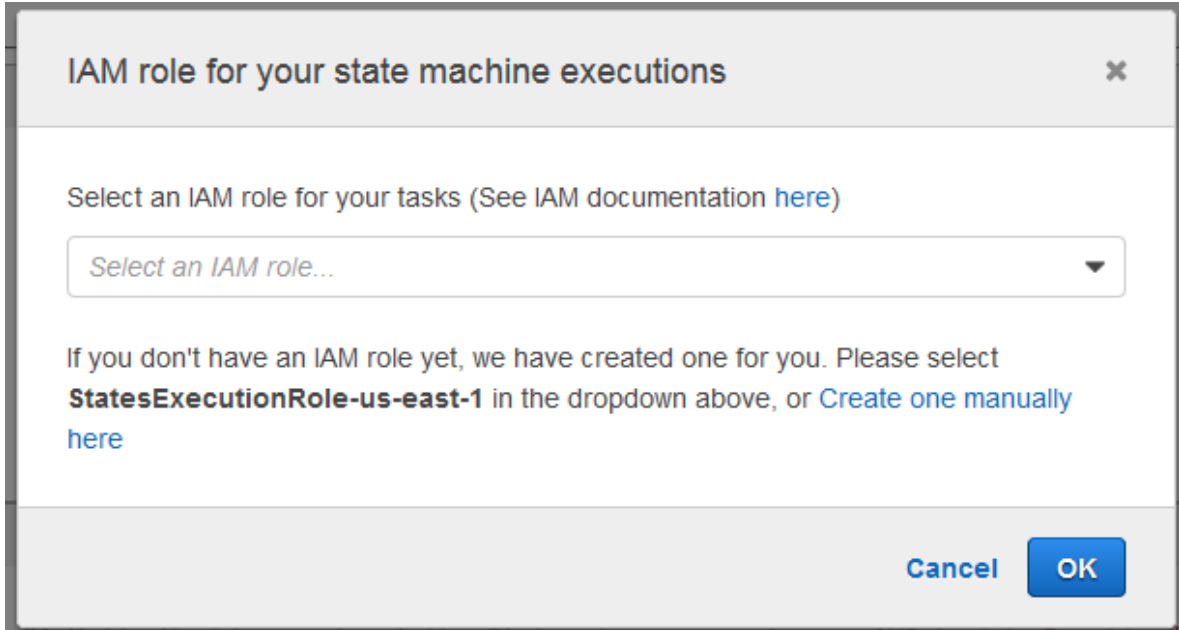 IAM role for your state machine executions
Select an IAM role for your tasks (See IAM documentation here)
Select an IAM role...
If you don't have an IAM role yet, we have created one for you. Please select
StatesExecutionRole-us-east-1 in the dropdown above, or Create one manually
here
Cancel OK